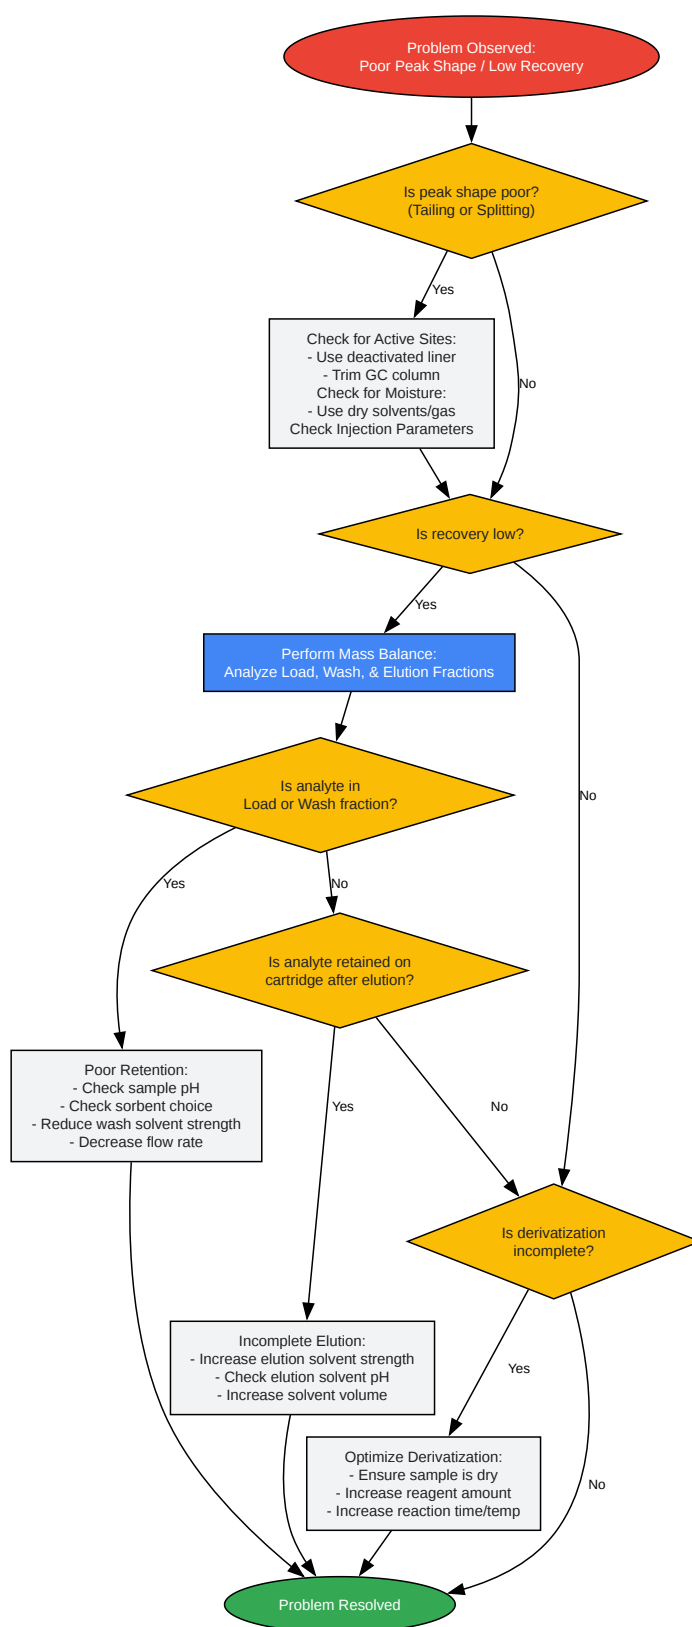 Problem Observed:
Poor Peak Shape / Low Recovery
Is peak shape poor?
(Tailing or Splitting)
Yes
Check for Active Sites:
- Use deactivated liner
- Trim GC column
Check for Moisture:
- Use dry solvents/gas
Check Injection Parameters
No
Is recovery low?
Yes
Perform Mass Balance:
Analyze Load, Wash, & Elution Fractions
Is analyte in
Load or Wash fraction?
No
Yes
No
Is analyte retained on
cartridge after elution?
Poor Retention:
- Check sample pH
- Check sorbent choice
- Reduce wash solvent strength
- Decrease flow rate
Yes
No
Is derivatization
incomplete?
Incomplete Elution:
- Increase elution solvent strength
- Check elution solvent pH
- Increase solvent volume
Yes
Optimize Derivatization:
- Ensure sample is dry
- Increase reagent amount
- Increase reaction time/temp
No
Problem Resolved